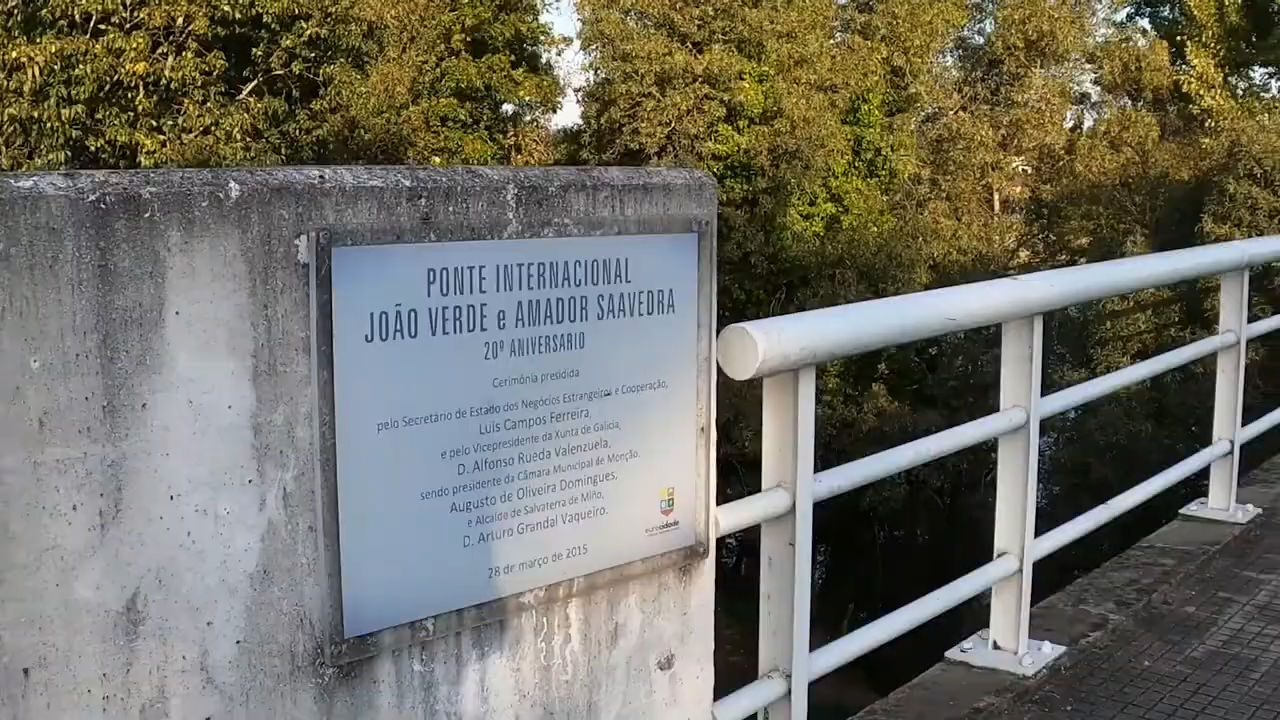 PONTE INTERNACIONAL
JOÃO VERDE e AMADOR SAAVEDRA
20º ANIVERSARIO
Cerimónia presidida
pelo Secretário de Estado dos Negócios Estrangeiros e Cooperação,
Luis Campos Ferreira,
e pelo Vicepresidente da Xunta de Galicia,
D. Alfonso Rueda Valenzuela,
sendo presidente da Câmara Municipal de Monção,
Augusto de Oliveira Domingues,
e Alcalde de Salvaterra de Miño,
D. Arturo Grandal Vaqueiro.
28 de março de 2015
eurocidade